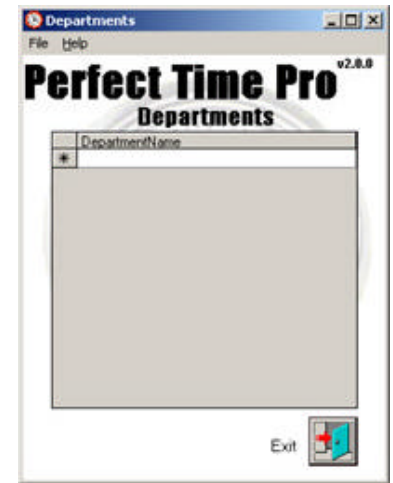 Departments
File Help
Perfect Time Pro v2.0.0
Departments
DepartmentName
*
Exit